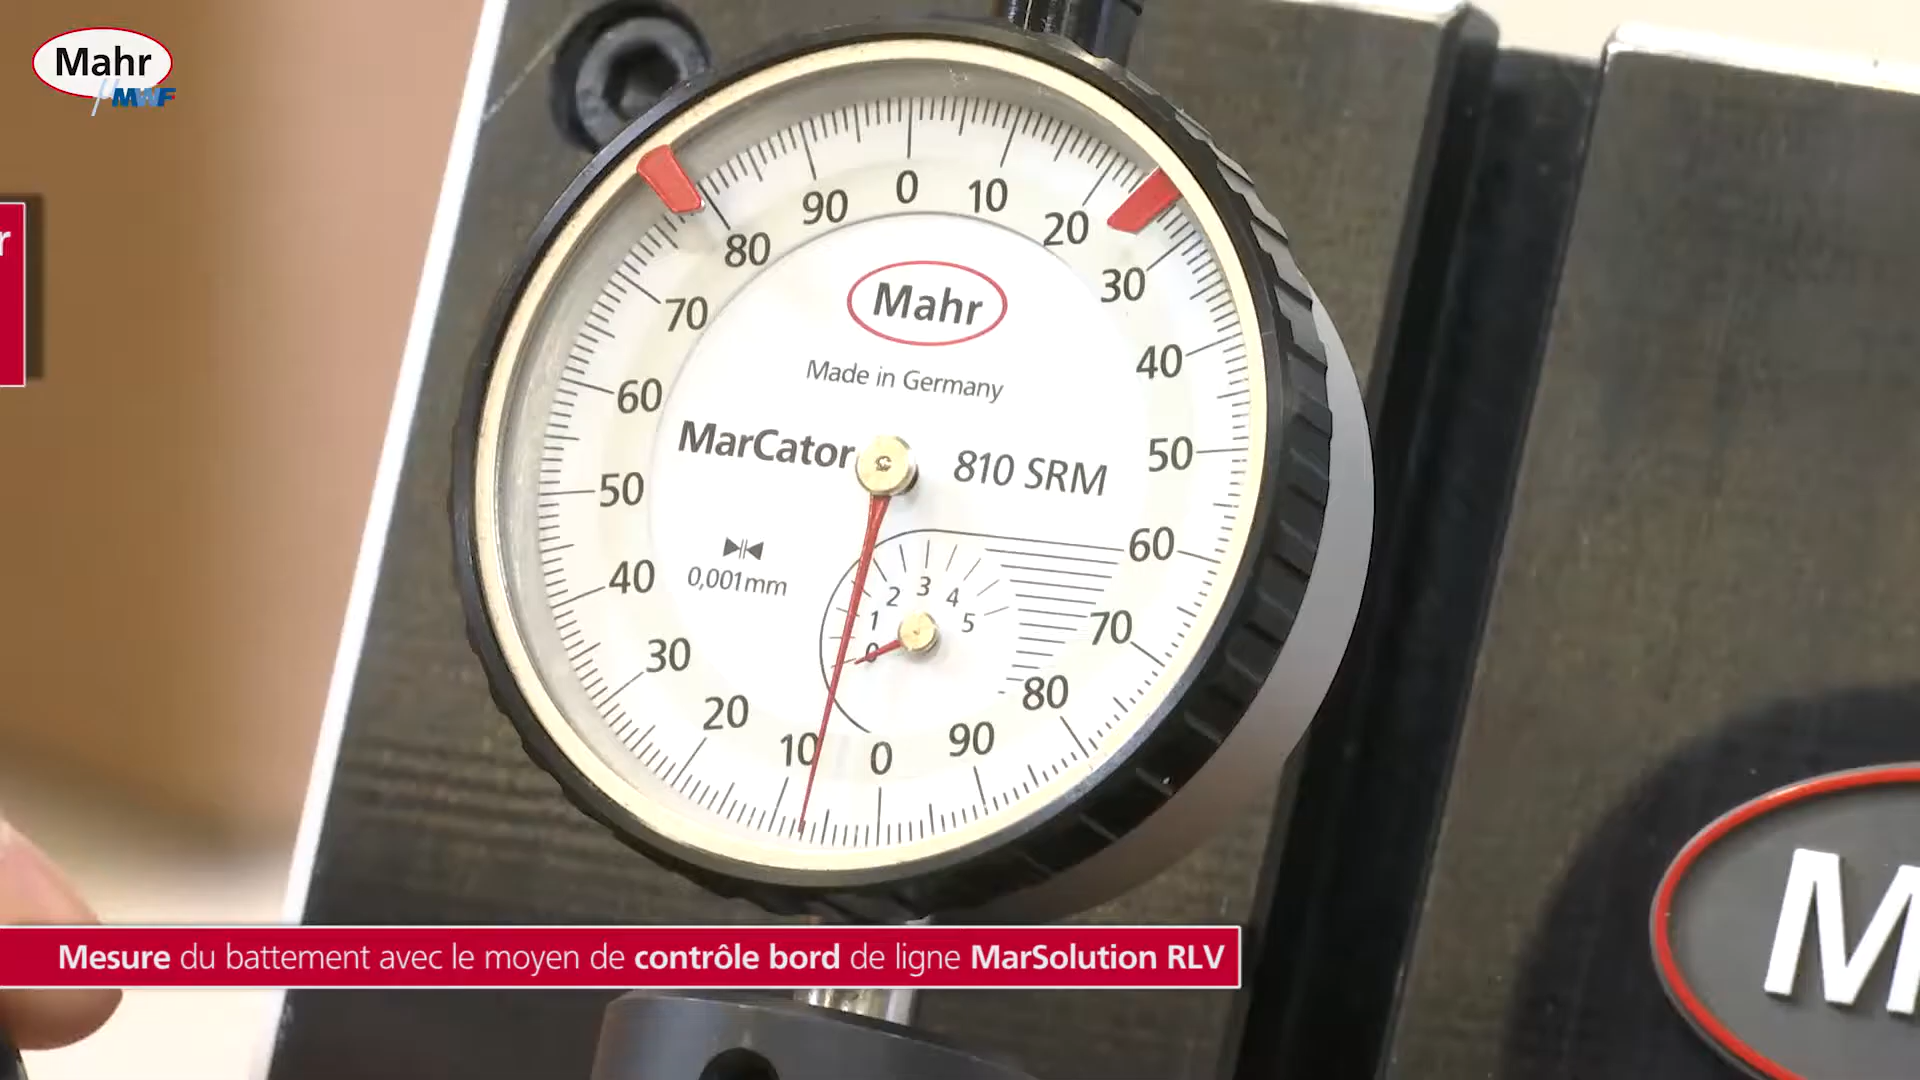 Mahr
μMWF
r
90 0 10
80 20
70 30
Mahr
60 Made in Germany 40
MarCator 810 SRM 50
50
40 0,001mm 60
2 3 4
1 5 70
30 0
20 80
10 0 90
M
Mesure du battement avec le moyen de contrôle bord de ligne MarSolution RLV